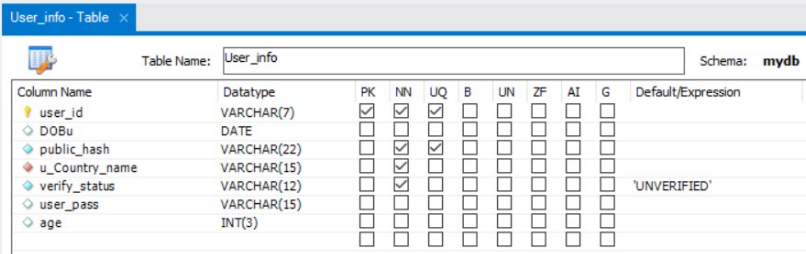 User_info - Table ×
Table Name: User_info Schema: mydb
Column Name Datatype PK NN UQ B UN ZF AI G Default/Expression
user_id VARCHAR(7)
DOBu DATE
public_hash VARCHAR(22)
u_Country_name VARCHAR(15)
verify_status VARCHAR(12) 'UNVERIFIED'
user_pass VARCHAR(15)
age INT(3)